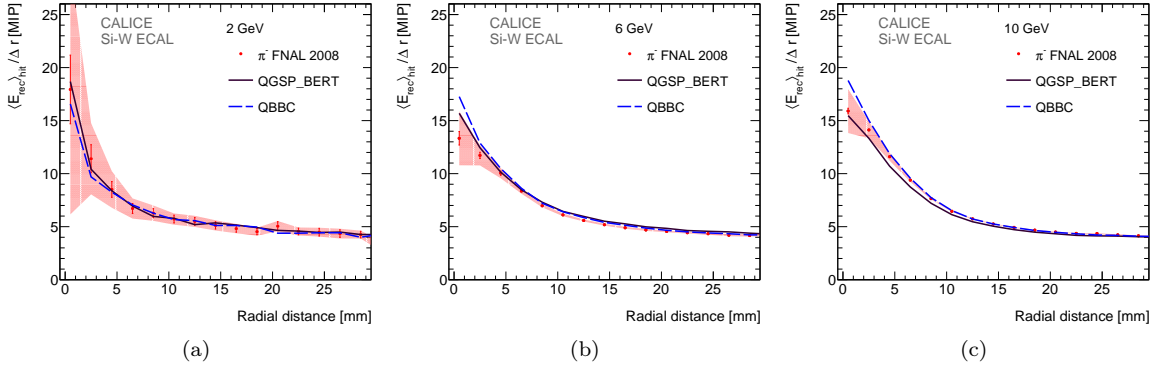 ⟨E_rec⟩_hit / Δ r [MIP]
CALICE
Si-W ECAL
2 GeV
π⁻ FNAL 2008
QGSP_BERT
QBBC
25
20
15
10
5
0
0 5 10 15 20 25
Radial distance [mm]
(a)
⟨E_rec⟩_hit / Δ r [MIP]
CALICE
Si-W ECAL
6 GeV
π⁻ FNAL 2008
QGSP_BERT
QBBC
25
20
15
10
5
0
0 5 10 15 20 25
Radial distance [mm]
(b)
⟨E_rec⟩_hit / Δ r [MIP]
CALICE
Si-W ECAL
10 GeV
π⁻ FNAL 2008
QGSP_BERT
QBBC
25
20
15
10
5
0
0 5 10 15 20 25
Radial distance [mm]
(c)